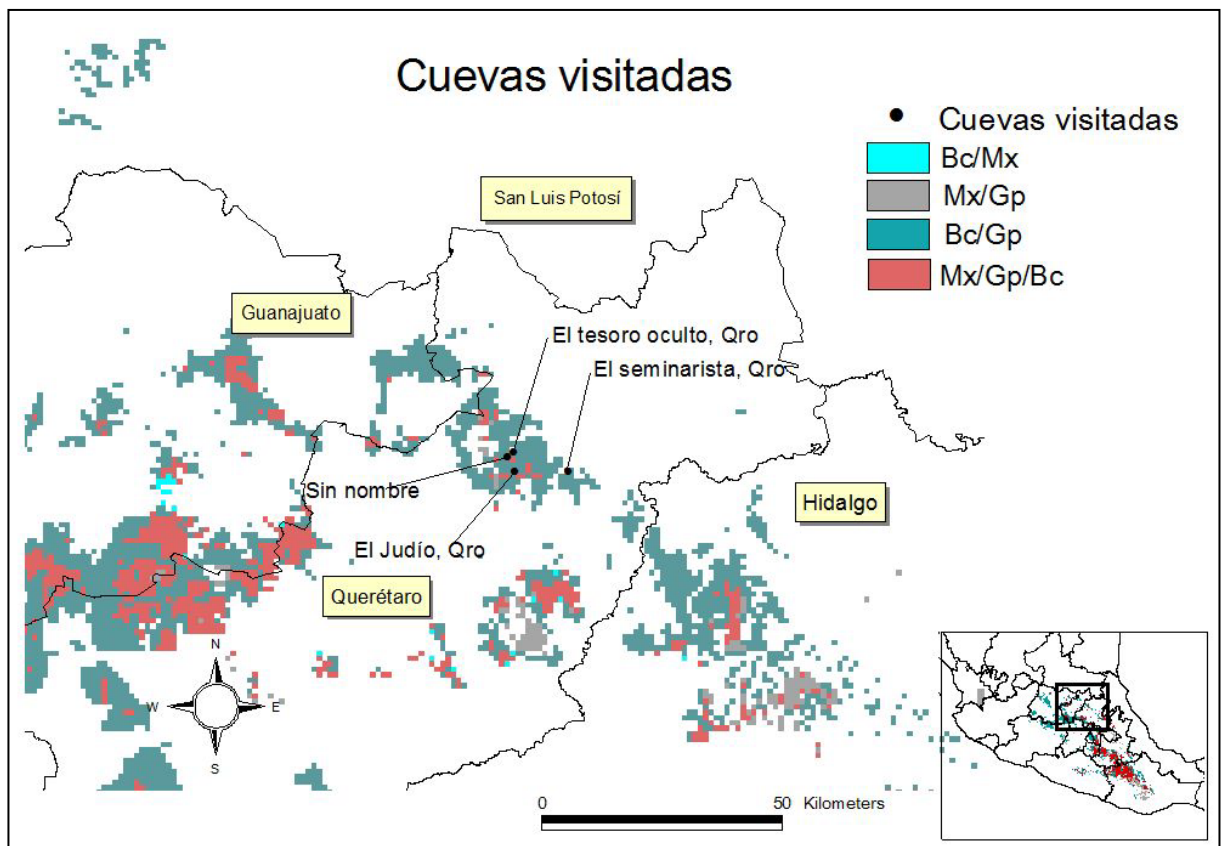 Cuevas visitadas
Cuevas visitadas
Bc/Mx
Mx/Gp
Bc/Gp
Mx/Gp/Bc
San Luis Potosí
Guanajuato
El tesoro oculto, Qro
El seminarista, Qro
Sin nombre
El Judío, Qro
Hidalgo
Querétaro
N
W
E
S
0
50 Kilometers